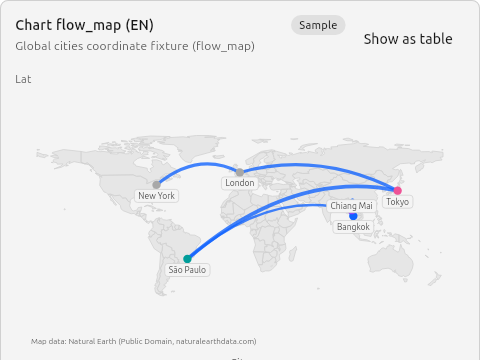 Chart flow_map (EN)
Sample
Show as table
Global cities coordinate fixture (flow_map)
Lat
London
New York
Chiang Mai
Tokyo
Bangkok
São Paulo
Map data: Natural Earth (Public Domain, naturalearthdata.com)